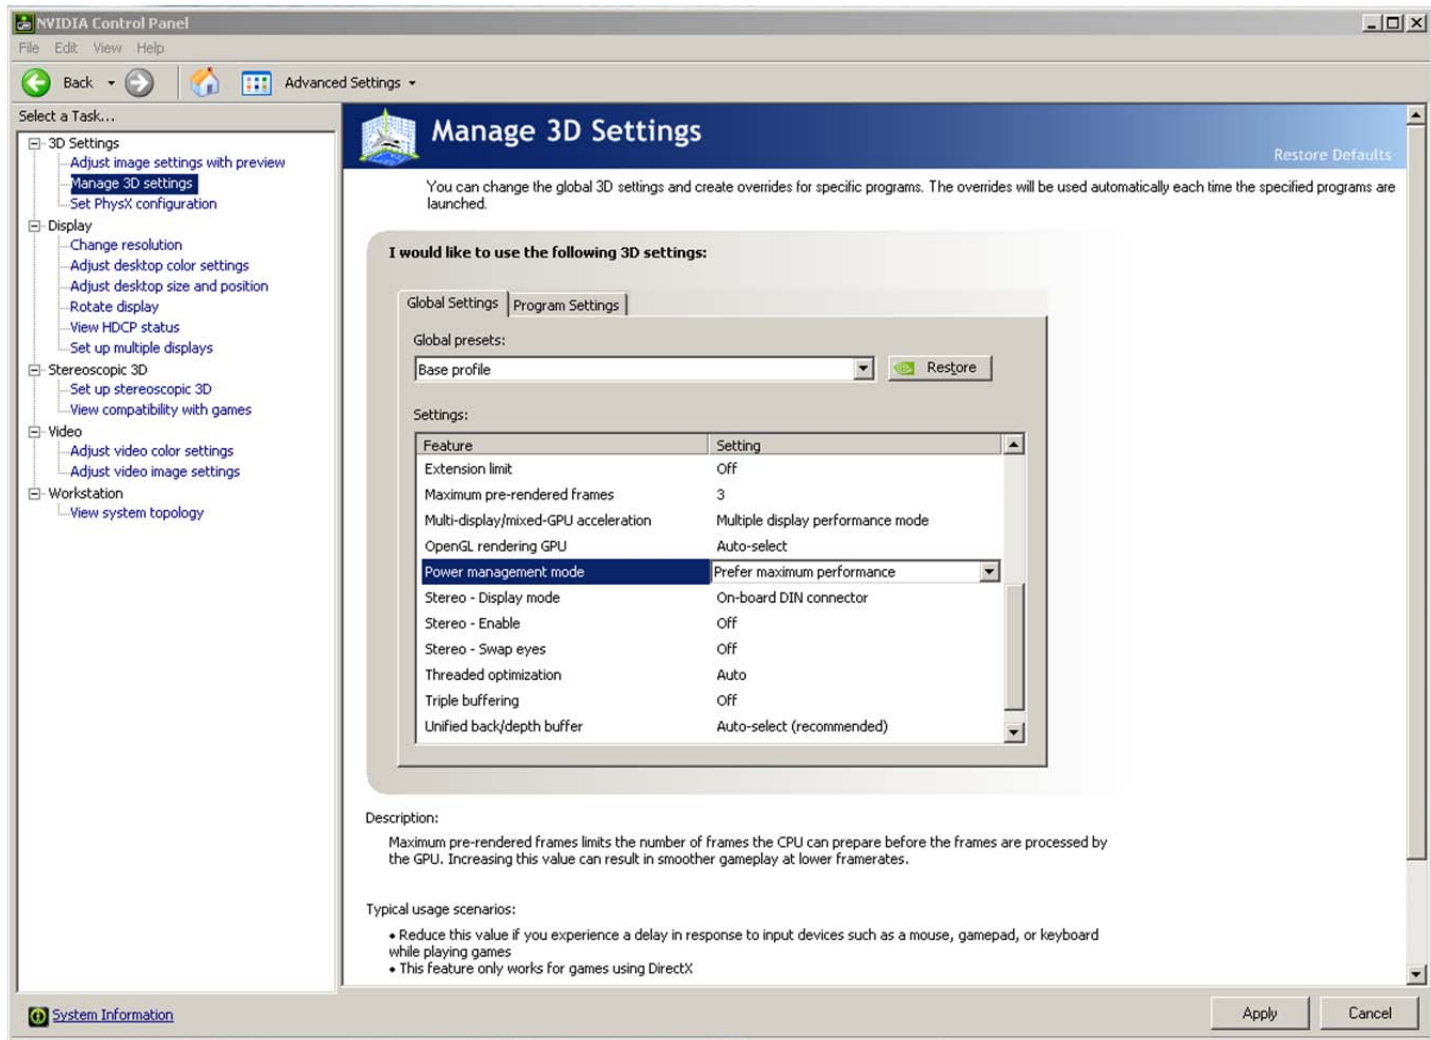 NVIDIA Control Panel
File Edit View Help
Back Advanced Settings
Select a Task...
3D Settings
Adjust image settings with preview
Manage 3D settings
Set PhysX configuration
Display
Change resolution
Adjust desktop color settings
Adjust desktop size and position
Rotate display
View HDCP status
Set up multiple displays
Stereoscopic 3D
Set up stereoscopic 3D
View compatibility with games
Video
Adjust video color settings
Adjust video image settings
Workstation
View system topology
Manage 3D Settings
Restore Defaults
You can change the global 3D settings and create overrides for specific programs. The overrides will be used automatically each time the specified programs are
launched.
I would like to use the following 3D settings:
Global Settings Program Settings
Global presets:
Base profile Restore
Settings:
Feature Setting
Extension limit Off
Maximum pre-rendered frames 3
Multi-display/mixed-GPU acceleration Multiple display performance mode
OpenGL rendering GPU Auto-select
Power management mode Prefer maximum performance
Stereo - Display mode On-board DIN connector
Stereo - Enable Off
Stereo - Swap eyes Off
Threaded optimization Auto
Triple buffering Off
Unified back/depth buffer Auto-select (recommended)
Description:
Maximum pre-rendered frames limits the number of frames the CPU can prepare before the frames are processed by
the GPU. Increasing this value can result in smoother gameplay at lower framerates.
Typical usage scenarios:
• Reduce this value if you experience a delay in response to input devices such as a mouse, gamepad, or keyboard
while playing games
• This feature only works for games using DirectX
System Information
Apply Cancel